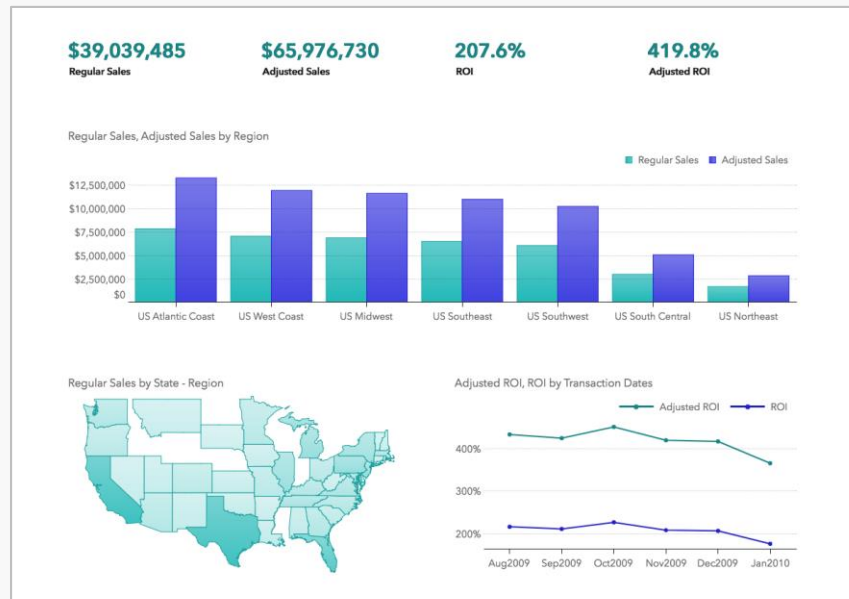 $39,039,485 $65,976,730 207.6% 419.8%
Regular Sales Adjusted Sales ROI Adjusted ROI
Regular Sales, Adjusted Sales by Region
Regular Sales Adjusted Sales
$12,500,000
$10,000,000
$7,500,000
$5,000,000
$2,500,000
$0
US Atlantic Coast US West Coast US Midwest US Southeast US Southwest US South Central US Northeast
Regular Sales by State - Region
Adjusted ROI, ROI by Transaction Dates
Adjusted ROI ROI
400%
300%
200%
Aug2009 Sep2009 Oct2009 Nov2009 Dec2009 Jan2010